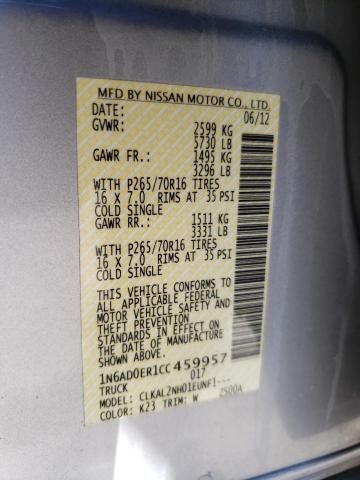 MFD BY NISSAN MOTOR CO., LTD.
DATE: 06/12
GVWR: 2599 KG
5730 LB
GAWR FR.: 1495 KG
3296 LB
WITH P265/70R16 TIRES
16 X 7.0 RIMS AT 35 PSI
COLD SINGLE
GAWR RR.: 1511 KG
3331 LB
WITH P265/70R16 TIRES
16 X 7.0 RIMS AT 35 PSI
COLD SINGLE
THIS VEHICLE CONFORMS TO
ALL APPLICABLE FEDERAL
MOTOR VEHICLE SAFETY AND
THEFT PREVENTION
STANDARDS IN EFFECT ON
THE DATE OF MANUFACTURE
SHOWN ABOVE.
1N6AD0ER1CC459957
TRUCK 017
MODEL: CLKAL2NH01EUNF1---
COLOR: K23 TRIM: W 2500A